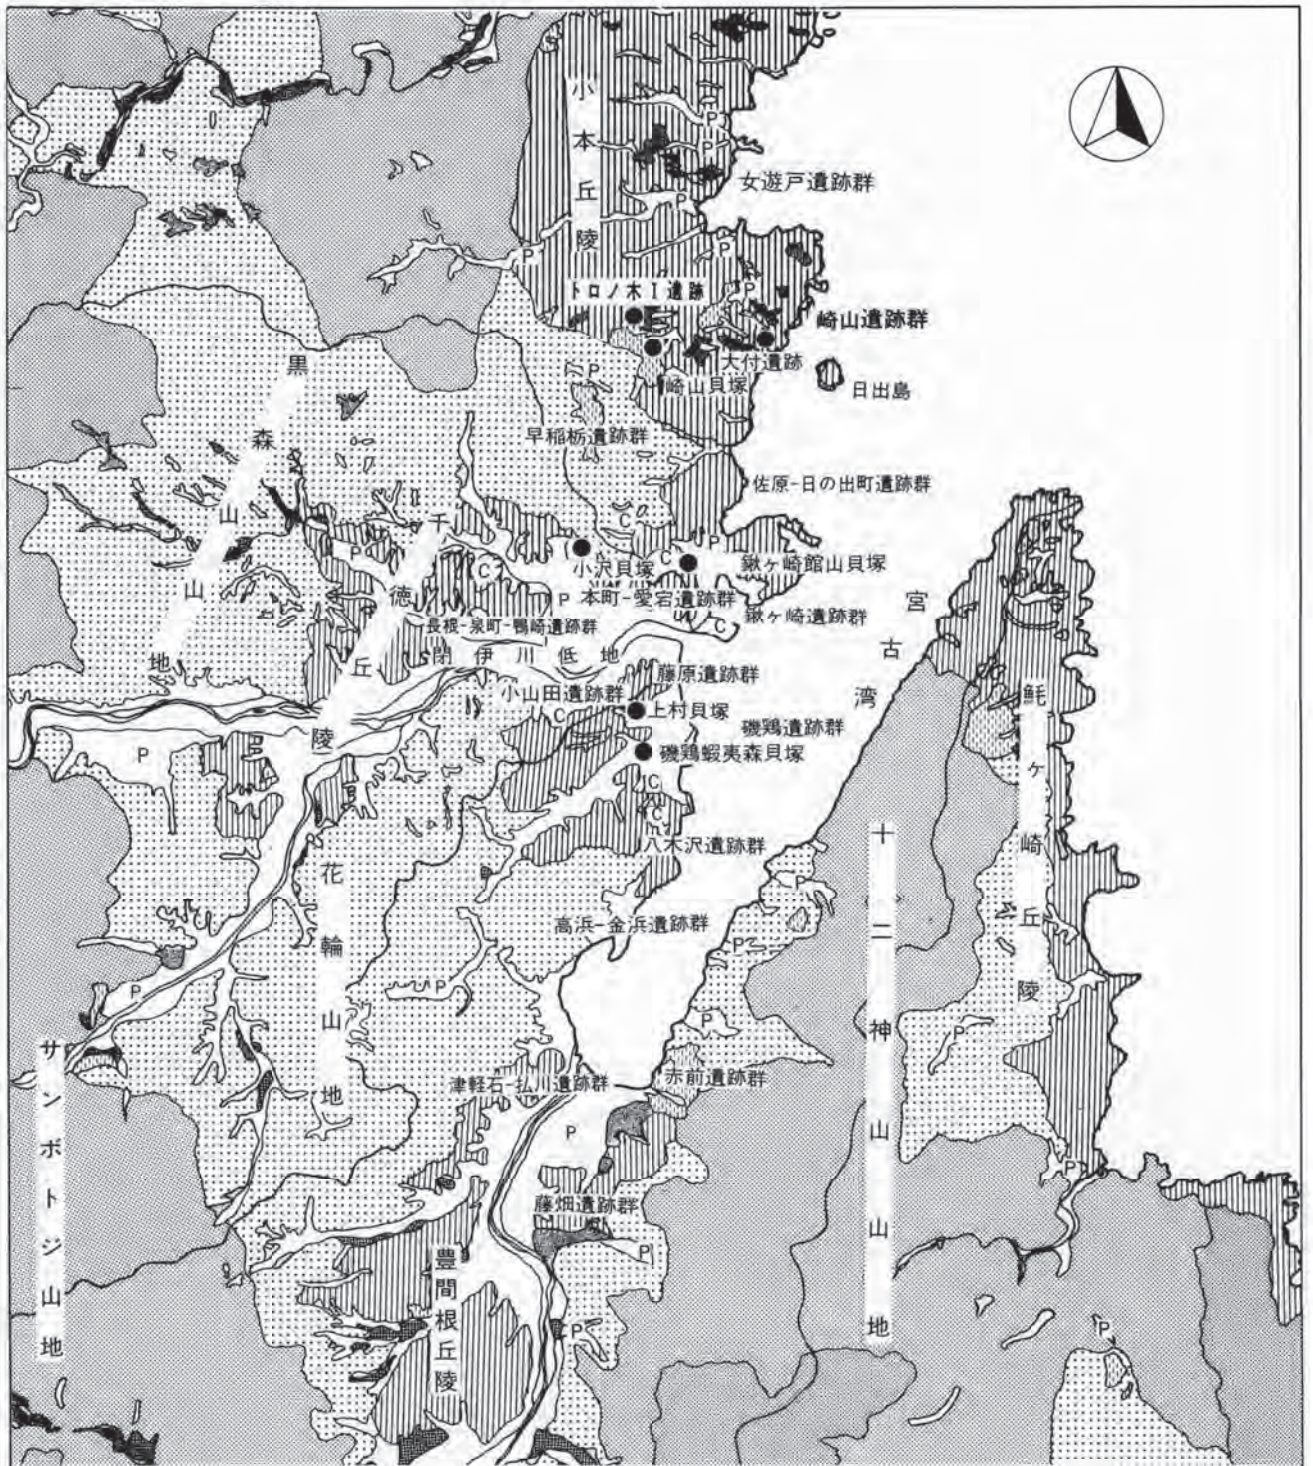 小本丘陵
P
P
女遊戸遺跡群
P
P
P
トロノ木Ⅰ遺跡
P
崎山遺跡群
大付遺跡
崎山貝塚
日出島
P
黒森山山地
早稲栃遺跡群
佐原-日の出町遺跡群
千徳丘陵
C
P
P
C
小沢貝塚
C
鍬ヶ崎館山貝塚
P
本町-愛宕遺跡群
鍬ヶ崎遺跡群
C
長根-泉町-鴨崎遺跡群
閉伊川低地
宮古湾
藤原遺跡群
小山田遺跡群
C
上村貝塚
磯鶏遺跡群
磯鶏蝦夷森貝塚
P
C
C
八木沢遺跡群
魹ヶ崎丘陵
十二神山山地
花輪山地
P
高浜-金浜遺跡群
P
P
P
P
P
サンボトジ山地
津軽石-払川遺跡群
赤前遺跡群
P
P
藤畑遺跡群
P
豊間根丘陵
P
P